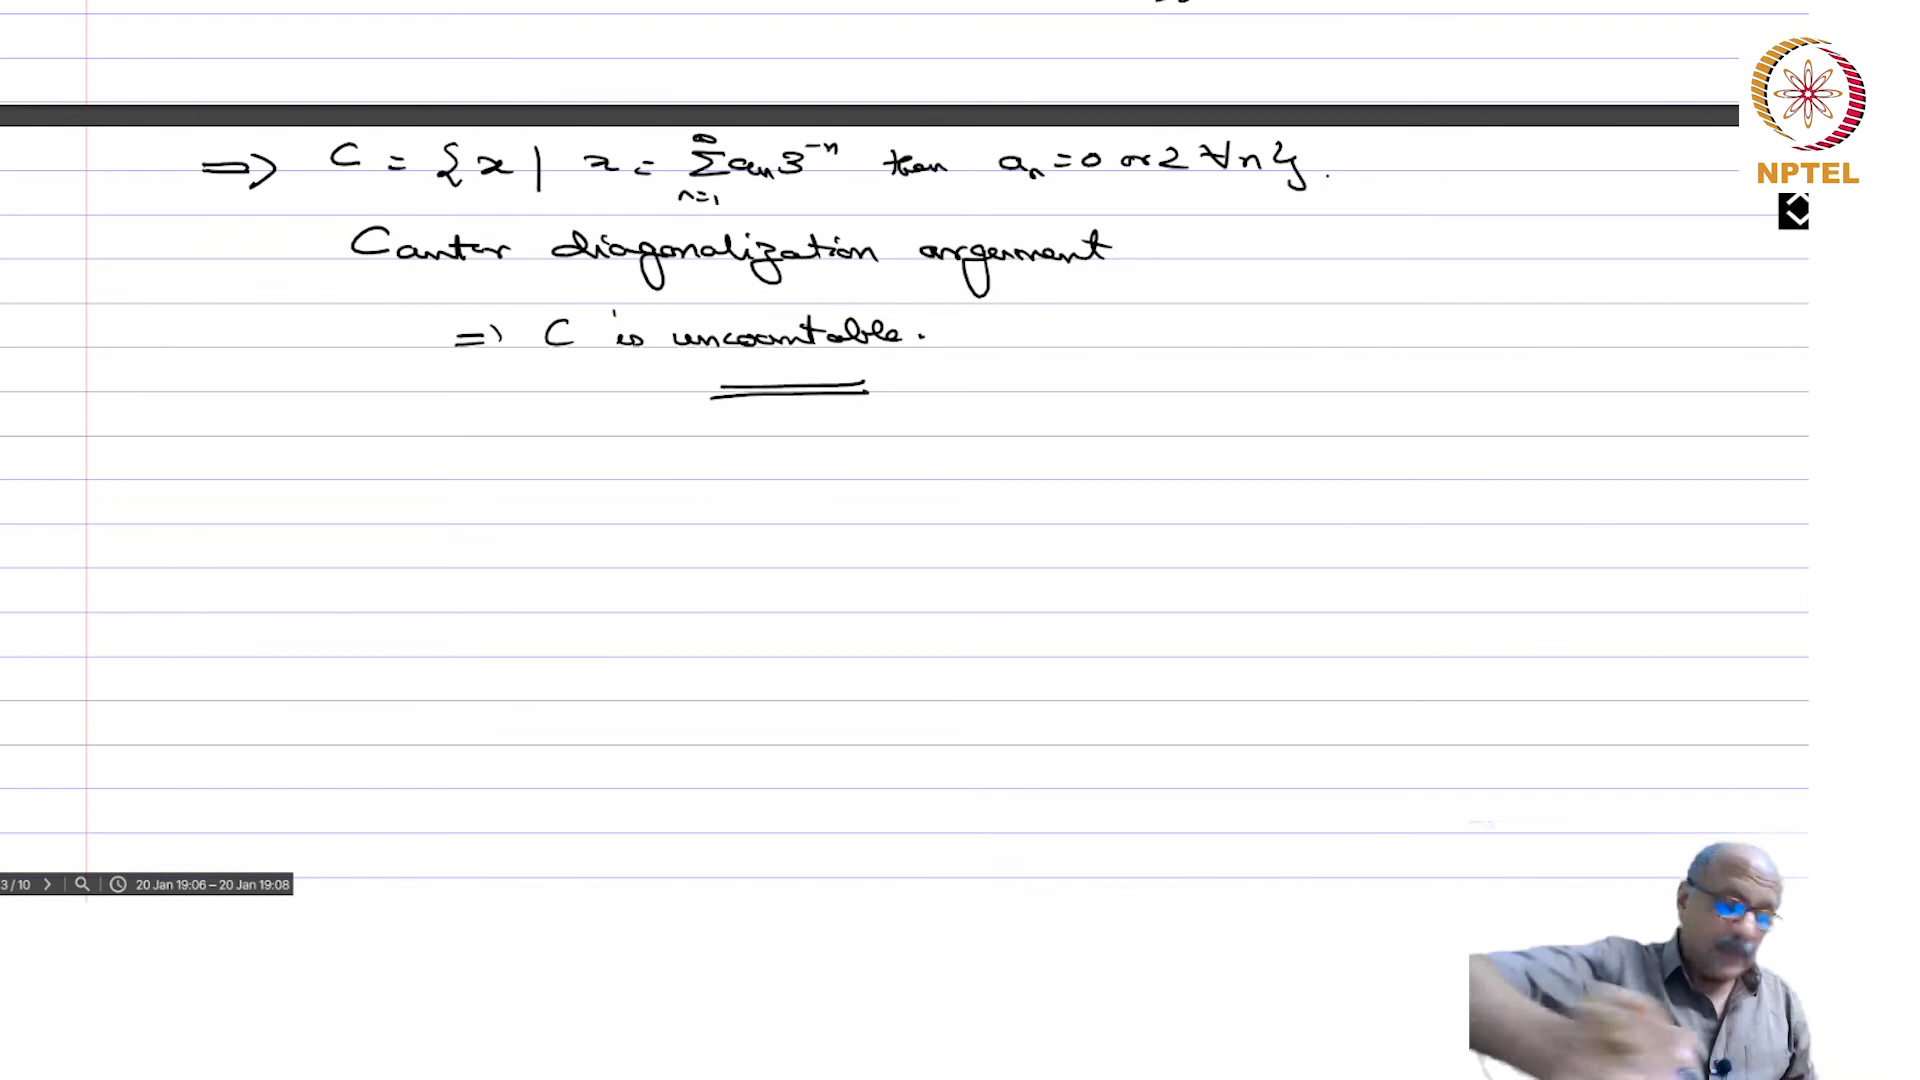 ⇒ C = { x | x = ∑_{n=1}^{∞} a_n 3^{-n} then a_n = 0 or 2 ∀ n }.
Cantor diagonalization argument
⇒ C is uncountable.
NPTEL
3 / 10 20 Jan 19:06 – 20 Jan 19:08